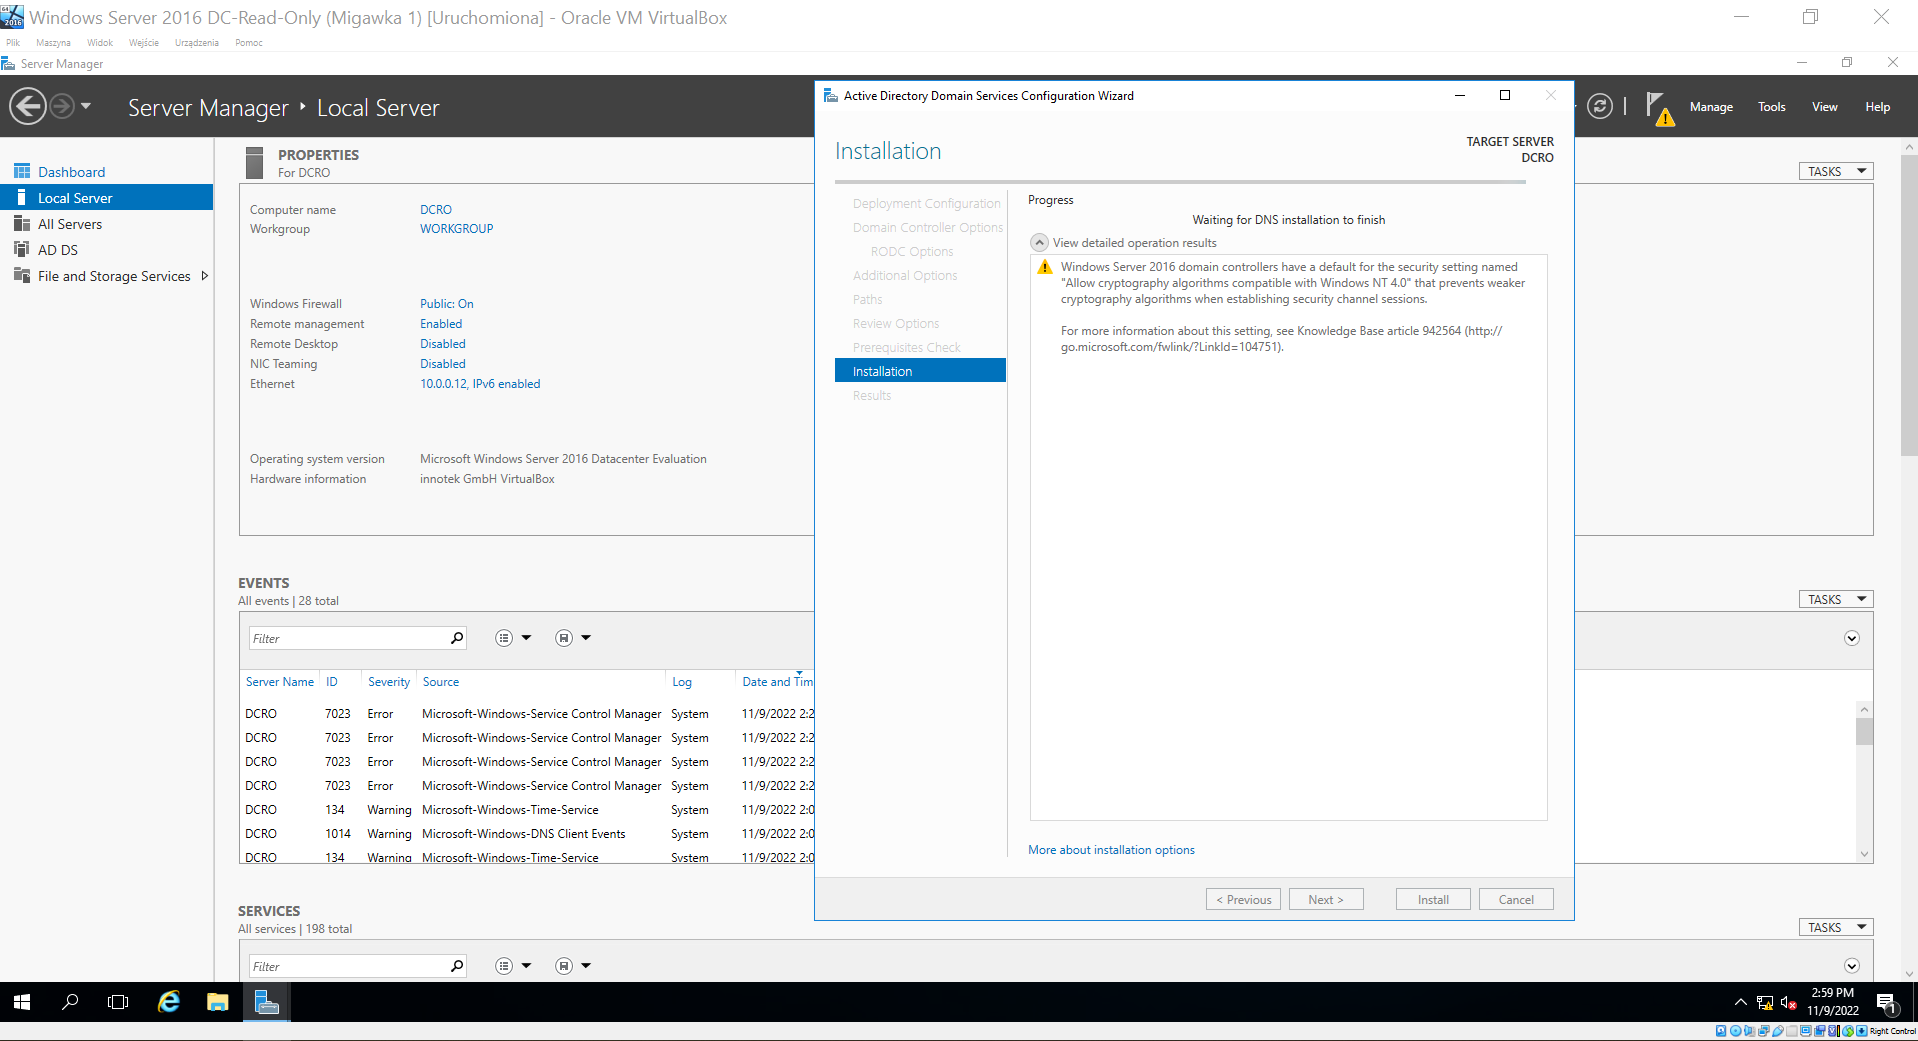 Windows Server 2016 DC-Read-Only (Migawka 1) [Uruchomiona] - Oracle VM VirtualBox
Plik Maszyna Widok Wejście Urządzenia Pomoc
Server Manager
Server Manager Local Server
Manage Tools View Help
Dashboard
Local Server
All Servers
AD DS
File and Storage Services
PROPERTIES
For DCRO
TASKS
Computer name DCRO
Workgroup WORKGROUP
Windows Firewall Public: On
Remote management Enabled
Remote Desktop Disabled
NIC Teaming Disabled
Ethernet 10.0.0.12, IPv6 enabled
Operating system version Microsoft Windows Server 2016 Datacenter Evaluation
Hardware information innotek GmbH VirtualBox
EVENTS
All events | 28 total
TASKS
Filter
Server Name ID Severity Source Log Date and Tim
DCRO 7023 Error Microsoft-Windows-Service Control Manager System 11/9/2022 2:2
DCRO 7023 Error Microsoft-Windows-Service Control Manager System 11/9/2022 2:2
DCRO 7023 Error Microsoft-Windows-Service Control Manager System 11/9/2022 2:2
DCRO 7023 Error Microsoft-Windows-Service Control Manager System 11/9/2022 2:2
DCRO 134 Warning Microsoft-Windows-Time-Service System 11/9/2022 2:0
DCRO 1014 Warning Microsoft-Windows-DNS Client Events System 11/9/2022 2:0
DCRO 134 Warning Microsoft-Windows-Time-Service System 11/9/2022 2:0
SERVICES
All services | 198 total
TASKS
Filter
Active Directory Domain Services Configuration Wizard
Installation
TARGET SERVER
DCRO
Deployment Configuration
Domain Controller Options
RODC Options
Additional Options
Paths
Review Options
Prerequisites Check
Installation
Results
Progress
Waiting for DNS installation to finish
View detailed operation results
Windows Server 2016 domain controllers have a default for the security setting named
"Allow cryptography algorithms compatible with Windows NT 4.0" that prevents weaker
cryptography algorithms when establishing security channel sessions.
For more information about this setting, see Knowledge Base article 942564 (http://
go.microsoft.com/fwlink/?LinkId=104751).
More about installation options
< Previous Next > Install Cancel
2:59 PM
11/9/2022
1
Right Control